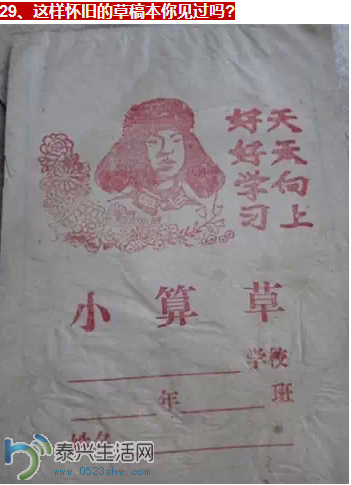 29、这样怀旧的草稿本你见过吗?
好好学习
天天向上
小算草
学校
年 班
泰兴生活网
www.0523shw.com